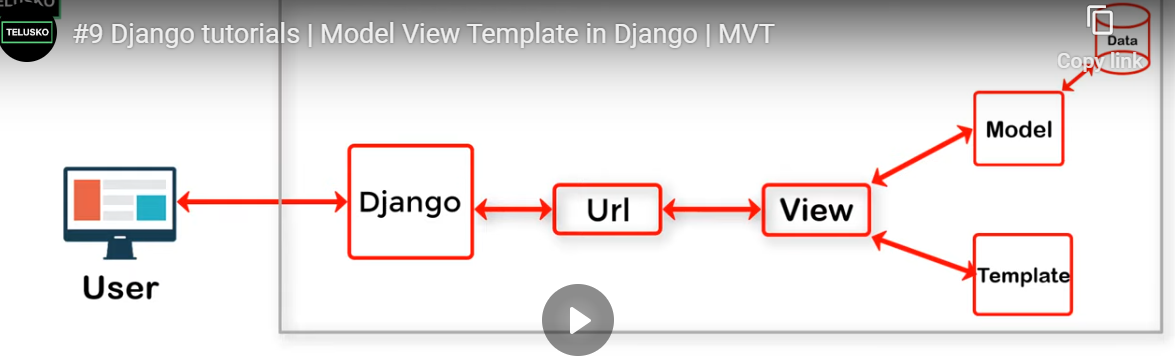 TELUSKO
#9 Django tutorials | Model View Template in Django | MVT
Copy link
Data
Model
Django
Url
View
Template
User